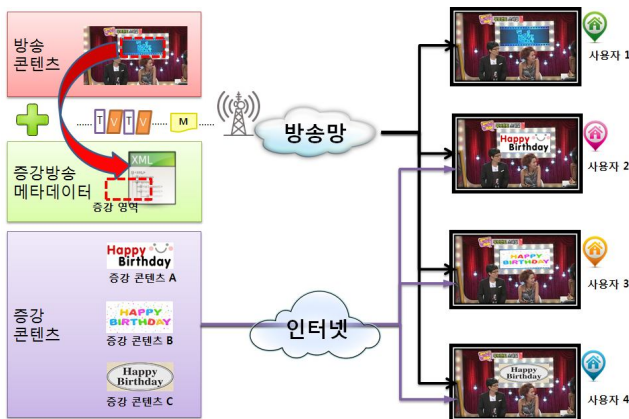 방송
콘텐츠
T V T V
M
방송망
증강방송
메타데이터
XML
증강 영역
증강
콘텐츠
Happy
Birthday
증강 콘텐츠 A
HAPPY
BIRTHDAY
증강 콘텐츠 B
Happy
Birthday
증강 콘텐츠 C
인터넷
사용자 1
Happy
Birthday
사용자 2
HAPPY
BIRTHDAY
사용자 3
Happy
Birthday
사용자 4